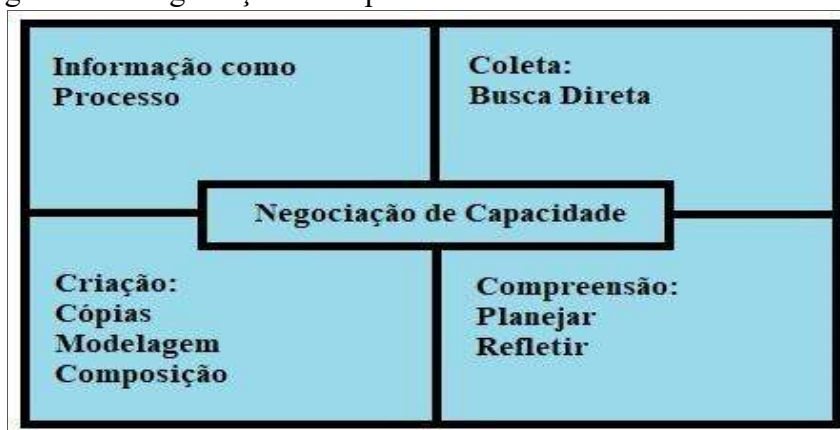 Informação como
Processo
Coleta:
Busca Direta
Negociação de Capacidade
Criação:
Cópias
Modelagem
Composição
Compreensão:
Planejar
Refletir